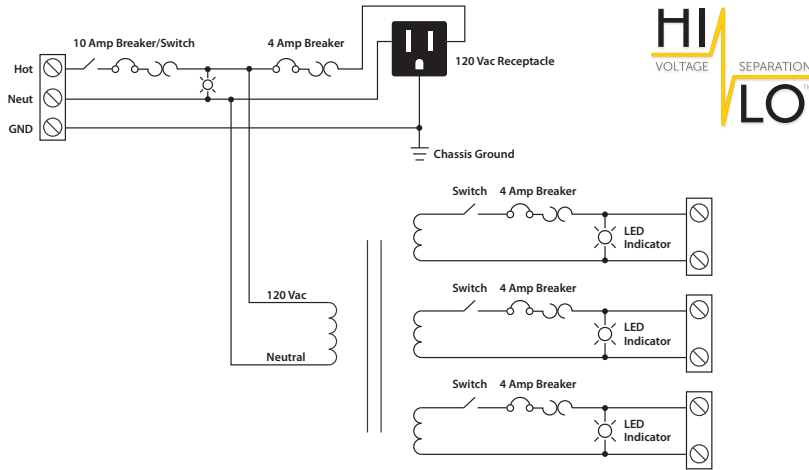 10 Amp Breaker/Switch
4 Amp Breaker
Hot
Neut
GND
120 Vac Receptacle
Chassis Ground
HI
VOLTAGE SEPARATION
LO™
Switch 4 Amp Breaker
LED
Indicator
120 Vac
Neutral
Switch 4 Amp Breaker
LED
Indicator
Switch 4 Amp Breaker
LED
Indicator